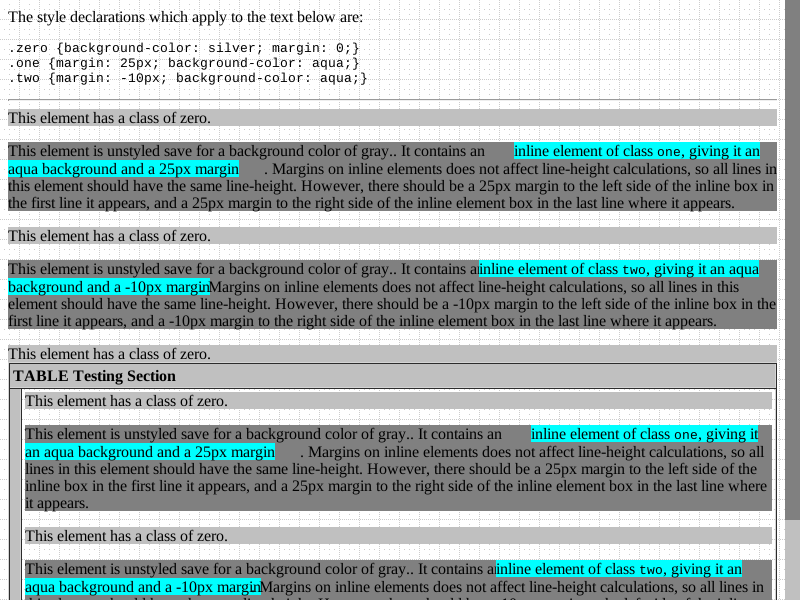 The style declarations which apply to the text below are:
.zero {background-color: silver; margin: 0;}
.one {margin: 25px; background-color: aqua;}
.two {margin: -10px; background-color: aqua;}
This element has a class of zero.
This element is unstyled save for a background color of gray.. It contains an inline element of class one, giving it an
aqua background and a 25px margin. Margins on inline elements does not affect line-height calculations, so all lines in
this element should have the same line-height. However, there should be a 25px margin to the left side of the inline box in
the first line it appears, and a 25px margin to the right side of the inline element box in the last line where it appears.
This element has a class of zero.
This element is unstyled save for a background color of gray.. It contains a inline element of class two, giving it an aqua
background and a -10px margin Margins on inline elements does not affect line-height calculations, so all lines in this
element should have the same line-height. However, there should be a -10px margin to the left side of the inline box in the
first line it appears, and a -10px margin to the right side of the inline element box in the last line where it appears.
This element has a class of zero.
TABLE Testing Section
This element has a class of zero.
This element is unstyled save for a background color of gray.. It contains an inline element of class one, giving it
an aqua background and a 25px margin. Margins on inline elements does not affect line-height calculations, so all
lines in this element should have the same line-height. However, there should be a 25px margin to the left side of the
inline box in the first line it appears, and a 25px margin to the right side of the inline element box in the last line where
it appears.
This element has a class of zero.
This element is unstyled save for a background color of gray.. It contains a inline element of class two, giving it an
aqua background and a -10px margin Margins on inline elements does not affect line-height calculations, so all